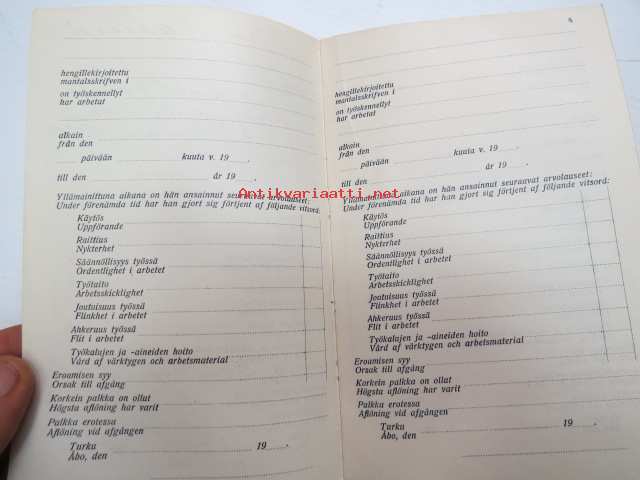 hengillekirjoitettu
mantalsskrifven i
on työskennellyt
har arbetat
alkain
från den
päivään kuuta v. 19 .
till den år 19 .
Yllämainittuna aikana on hän ansainnut seuraavat arvolauseet:
Under förenämda tid har han gjort sig förtjent af följande vitsord:
Käytös
Uppförande
Raittius
Nykterhet
Säännöllisyys työssä
Ordentlighet i arbetet
Työtaito
Arbetsskicklighet
Joutuisuus työssä
Flinkhet i arbetet
Ahkeruus työssä
Flit i arbetet
Työkalujen ja -aineiden hoito
Vård af värktygen och arbetsmaterial
Eroamisen syy
Orsak till afgång
Korkein palkka on ollut
Högsta aflöning har varit
Palkka erotessa
Aflöning vid afgången
Turku
Åbo, den 19 .
hengillekirjoitettu
mantalsskrifven i
on työskennellyt
har arbetat
alkain
från den
päivään kuuta v. 19 .
till den år 19 .
Yllämainittuna aikana on hän ansainnut seuraavat arvolauseet:
Under förenämda tid har han gjort sig förtjent af följande vitsord:
Käytös
Uppförande
Raittius
Nykterhet
Säännöllisyys työssä
Ordentlighet i arbetet
Työtaito
Arbetsskicklighet
Joutuisuus työssä
Flinkhet i arbetet
Ahkeruus työssä
Flit i arbetet
Työkalujen ja -aineiden hoito
Vård af värktygen och arbetsmaterial
Eroamisen syy
Orsak till afgång
Korkein palkka on ollut
Högsta aflöning har varit
Palkka erotessa
Aflöning vid afgången
Turku
Åbo, den 19 .
Antikvariaatti.net